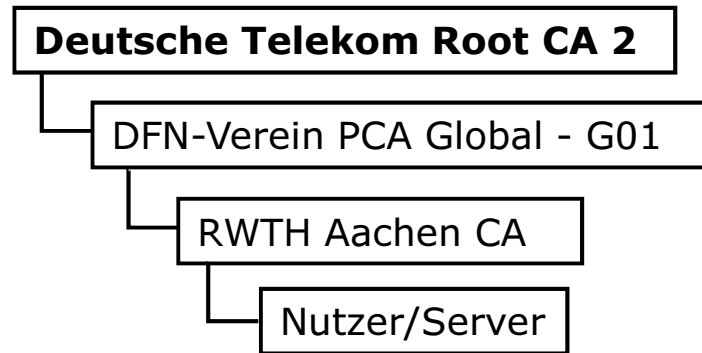 Deutsche Telekom Root CA 2
DFN-Verein PCA Global - G01
RWTH Aachen CA
Nutzer/Server